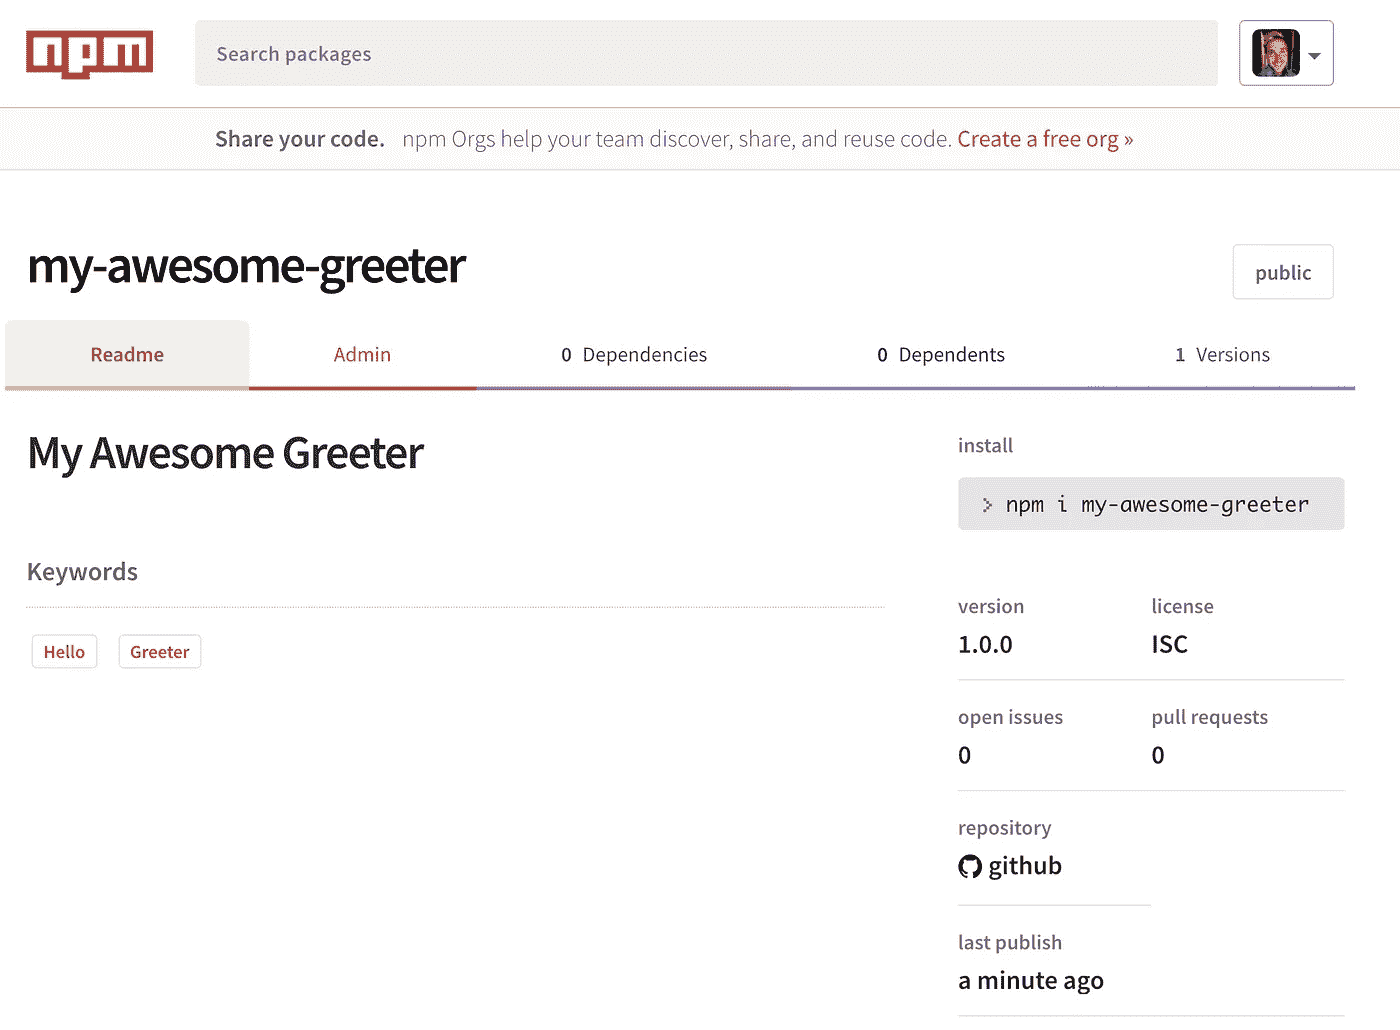 npm
Search packages
Share your code. npm Orgs help your team discover, share, and reuse code. Create a free org »
my-awesome-greeter
public
Readme
Admin
0 Dependencies
0 Dependents
1 Versions
My Awesome Greeter
Keywords
Hello
Greeter
install
> npm i my-awesome-greeter
version
1.0.0
license
ISC
open issues
0
pull requests
0
repository
github
last publish
a minute ago